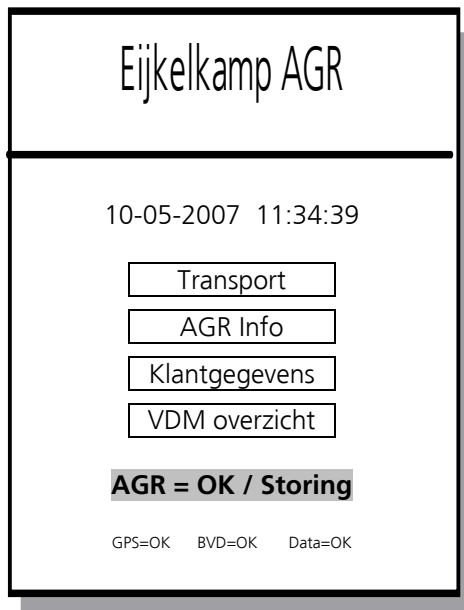 Eijkelkamp AGR
10-05-2007 11:34:39
Transport
AGR Info
Klantgegevens
VDM overzicht
AGR = OK / Storing
GPS=OK BVD=OK Data=OK